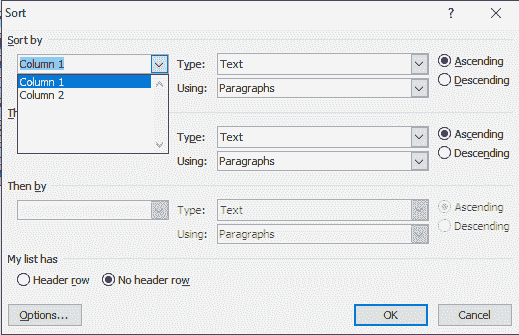 Sort ?
Sort by
Column 1 Type: Text Ascending
Column 1 Using: Paragraphs Descending
Column 2
Th
Type: Text Ascending
Using: Paragraphs Descending
Then by
Type: Text Ascending
Using: Paragraphs Descending
My list has
Header row No header row
Options... OK Cancel